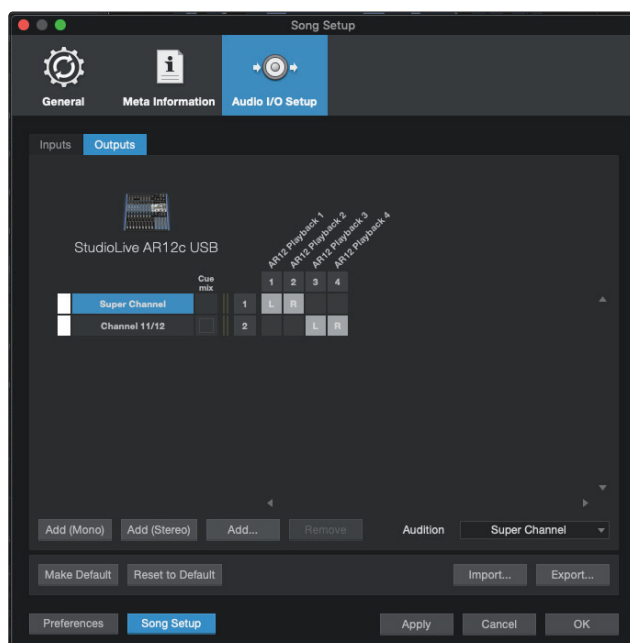 Song Setup
General Meta Information Audio I/O Setup
Inputs Outputs
StudioLive AR12c USB
AR12 Playback 1
AR12 Playback 2
AR12 Playback 3
AR12 Playback 4
Cue
mix
1 2 3 4
Super Channel 1 L R
Channel 11/12 2 L R
Add (Mono) Add (Stereo) Add... Remove Audition Super Channel
Make Default Reset to Default Import... Export...
Preferences Song Setup Apply Cancel OK